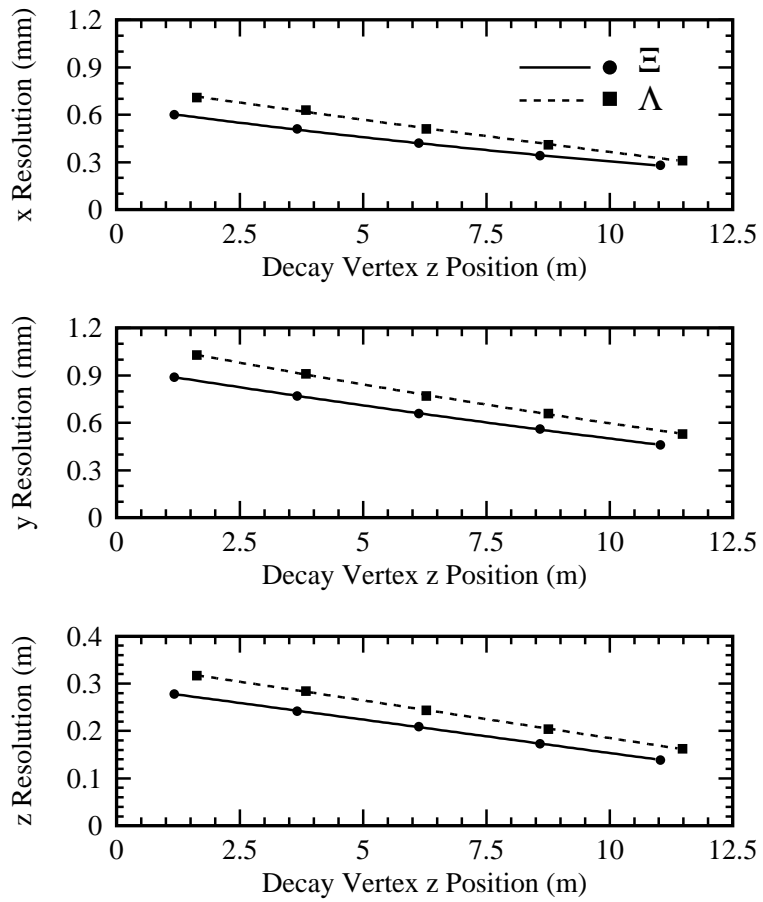 1.2
0.9
0.6
0.3
0
x Resolution (mm)
Ξ
Λ
0 2.5 5 7.5 10 12.5
Decay Vertex z Position (m)
1.2
0.9
0.6
0.3
0
y Resolution (mm)
0 2.5 5 7.5 10 12.5
Decay Vertex z Position (m)
0.4
0.3
0.2
0.1
0
z Resolution (m)
0 2.5 5 7.5 10 12.5
Decay Vertex z Position (m)